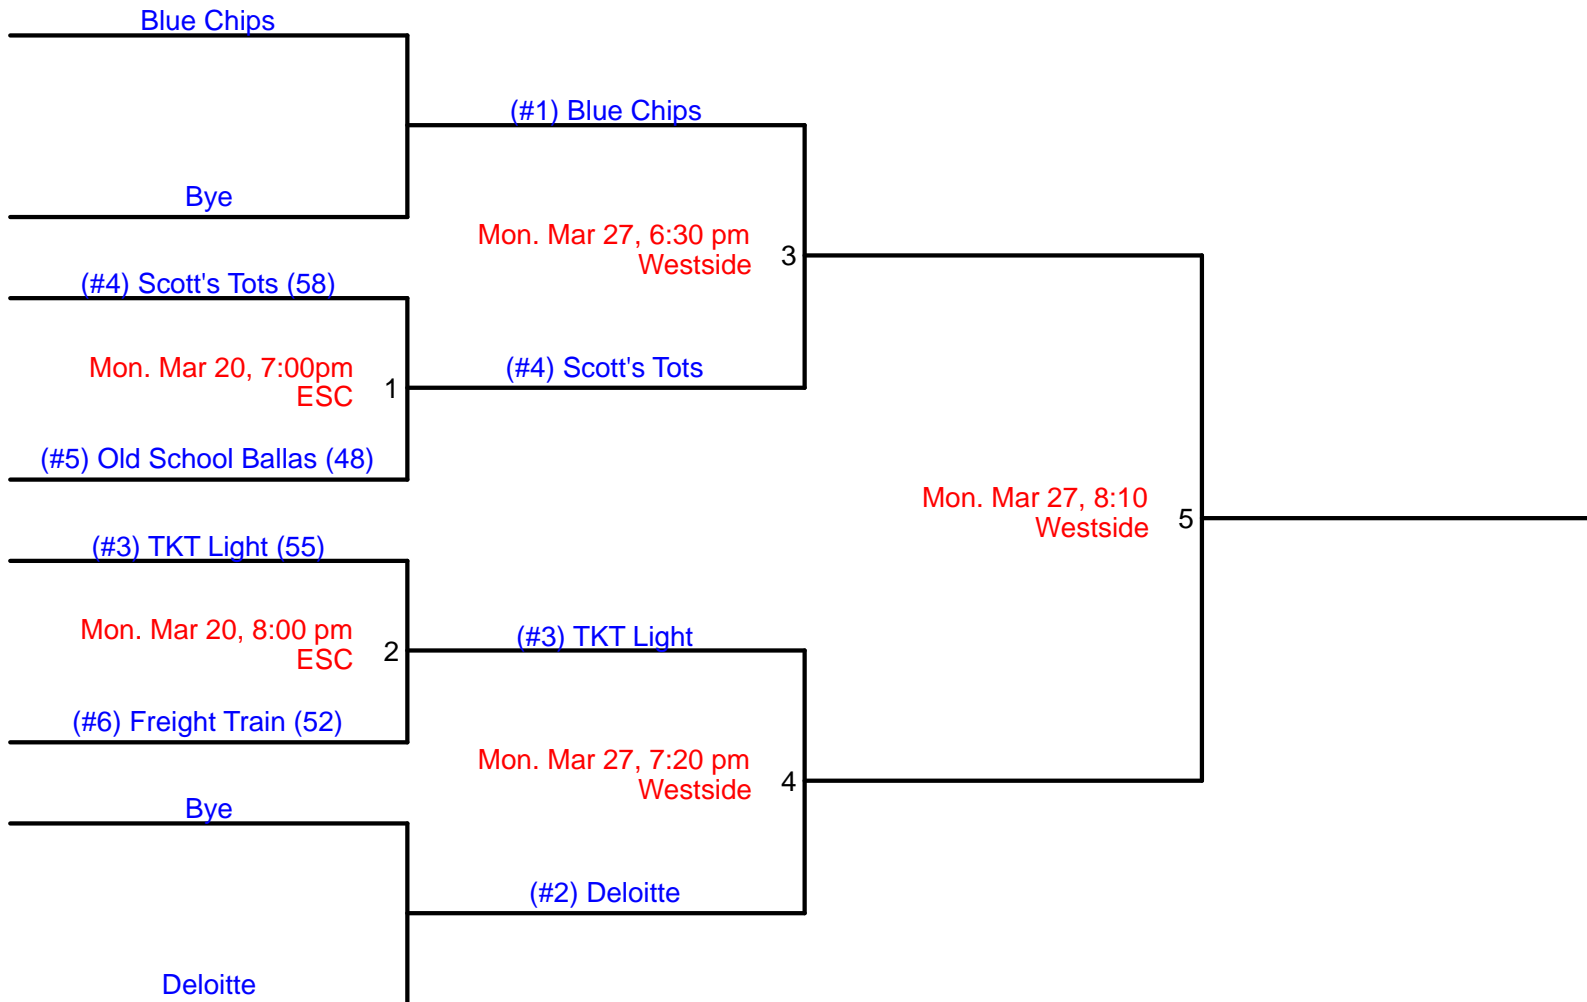 Blue Chips
(#1) Blue Chips
Bye
Mon. Mar 27, 6:30 pm
Westside
3
(#4) Scott's Tots (58)
Mon. Mar 20, 7:00pm
ESC
1
(#4) Scott's Tots
(#5) Old School Ballas (48)
Mon. Mar 27, 8:10
Westside
5
(#3) TKT Light (55)
Mon. Mar 20, 8:00 pm
ESC
2
(#3) TKT Light
(#6) Freight Train (52)
Mon. Mar 27, 7:20 pm
Westside
4
Bye
(#2) Deloitte
Deloitte